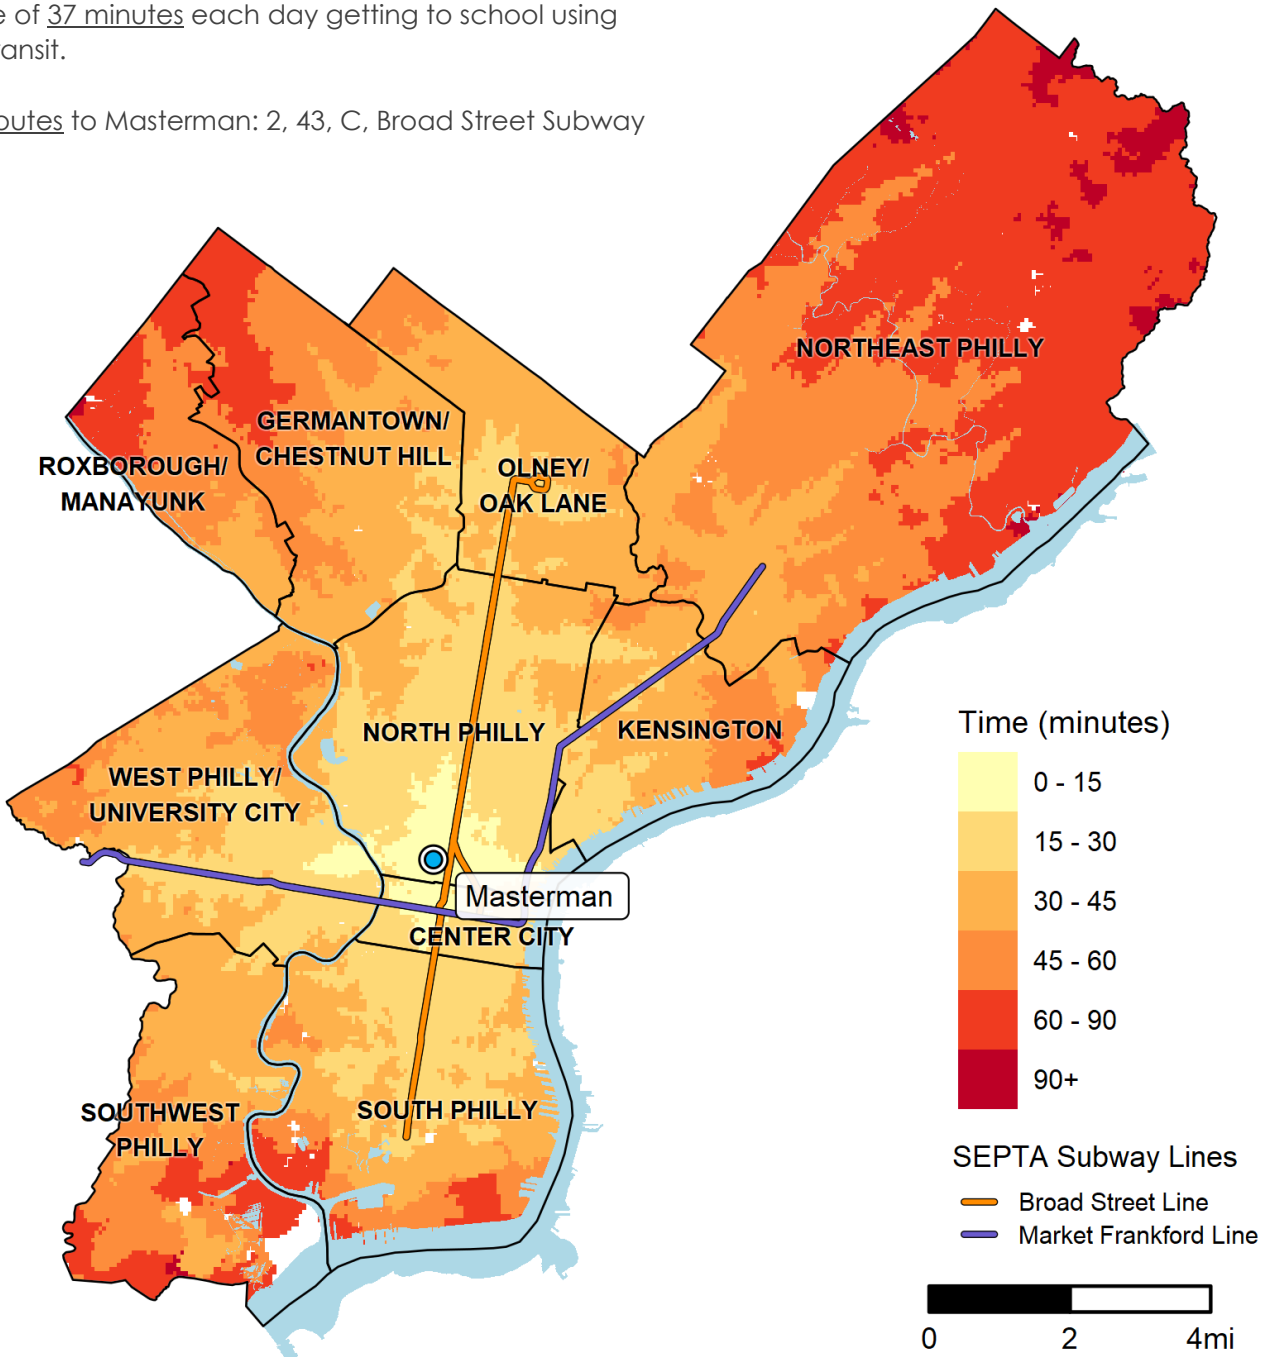 e of 37 minutes each day getting to school using
ansit.
outes to Masterman: 2, 43, C, Broad Street Subway
NORTHEAST PHILLY
GERMANTOWN/
CHESTNUT HILL
ROXBOROUGH/
MANAYUNK
OLNEY/
OAK LANE
NORTH PHILLY
KENSINGTON
WEST PHILLY/
UNIVERSITY CITY
Masterman
CENTER CITY
SOUTHWEST
PHILLY
SOUTH PHILLY
Time (minutes)
0 - 15
15 - 30
30 - 45
45 - 60
60 - 90
90+
SEPTA Subway Lines
Broad Street Line
Market Frankford Line
0 2 4mi